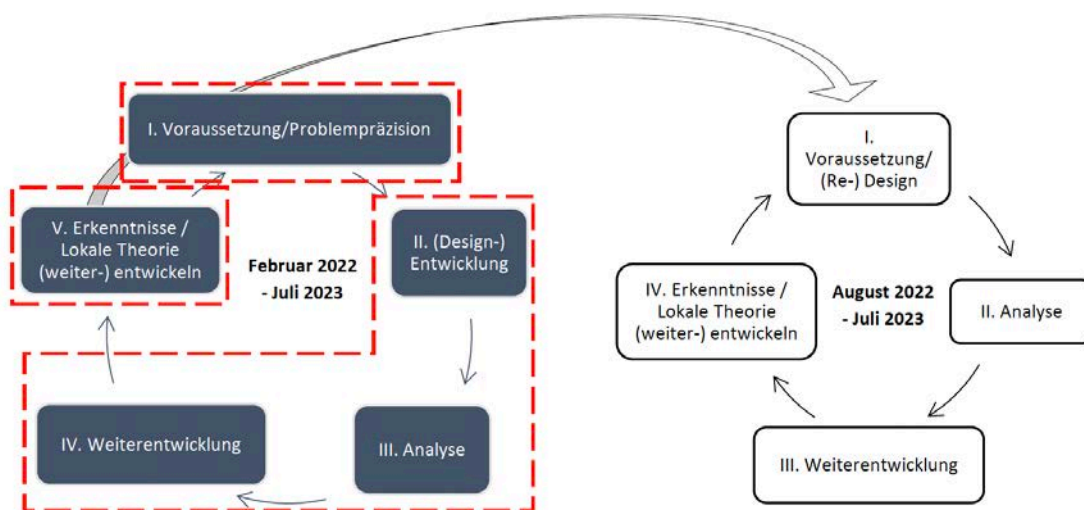 I. Voraussetzung/Problempräzision
V. Erkenntnisse /
Lokale Theorie
(weiter-) entwickeln
Februar 2022
- Juli 2023
II. (Design-)
Entwicklung
IV. Weiterentwicklung
III. Analyse
I.
Voraussetzung/
(Re-) Design
IV. Erkenntnisse /
Lokale Theorie
(weiter-) entwickeln
August 2022
- Juli 2023
II. Analyse
III. Weiterentwicklung